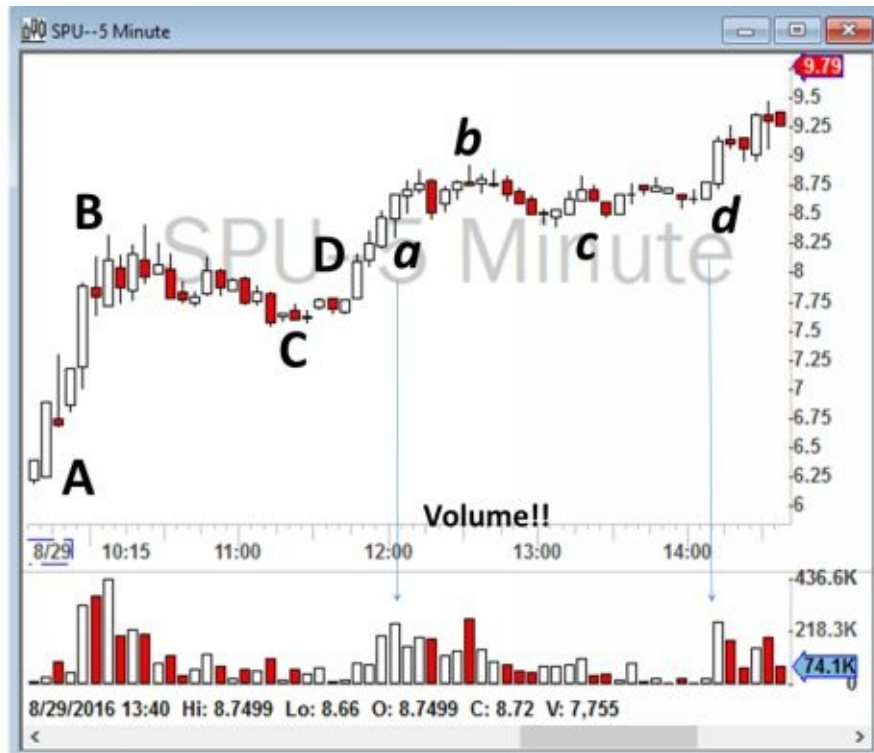 SPU--5 Minute
9.79
9.5
9.25
b
9
8.75
B
8.5
d
SPU-5 Minute
D
a
c
8.25
8
7.75
C
7.5
7.25
7
6.75
A
6.5
6.25
6
Volume!!
8/29 10:15 11:00 12:00 13:00 14:00
436.6K
218.3K
74.1K
0
8/29/2016 13:40 Hi: 8.7499 Lo: 8.66 O: 8.7499 C: 8.72 V: 7,755